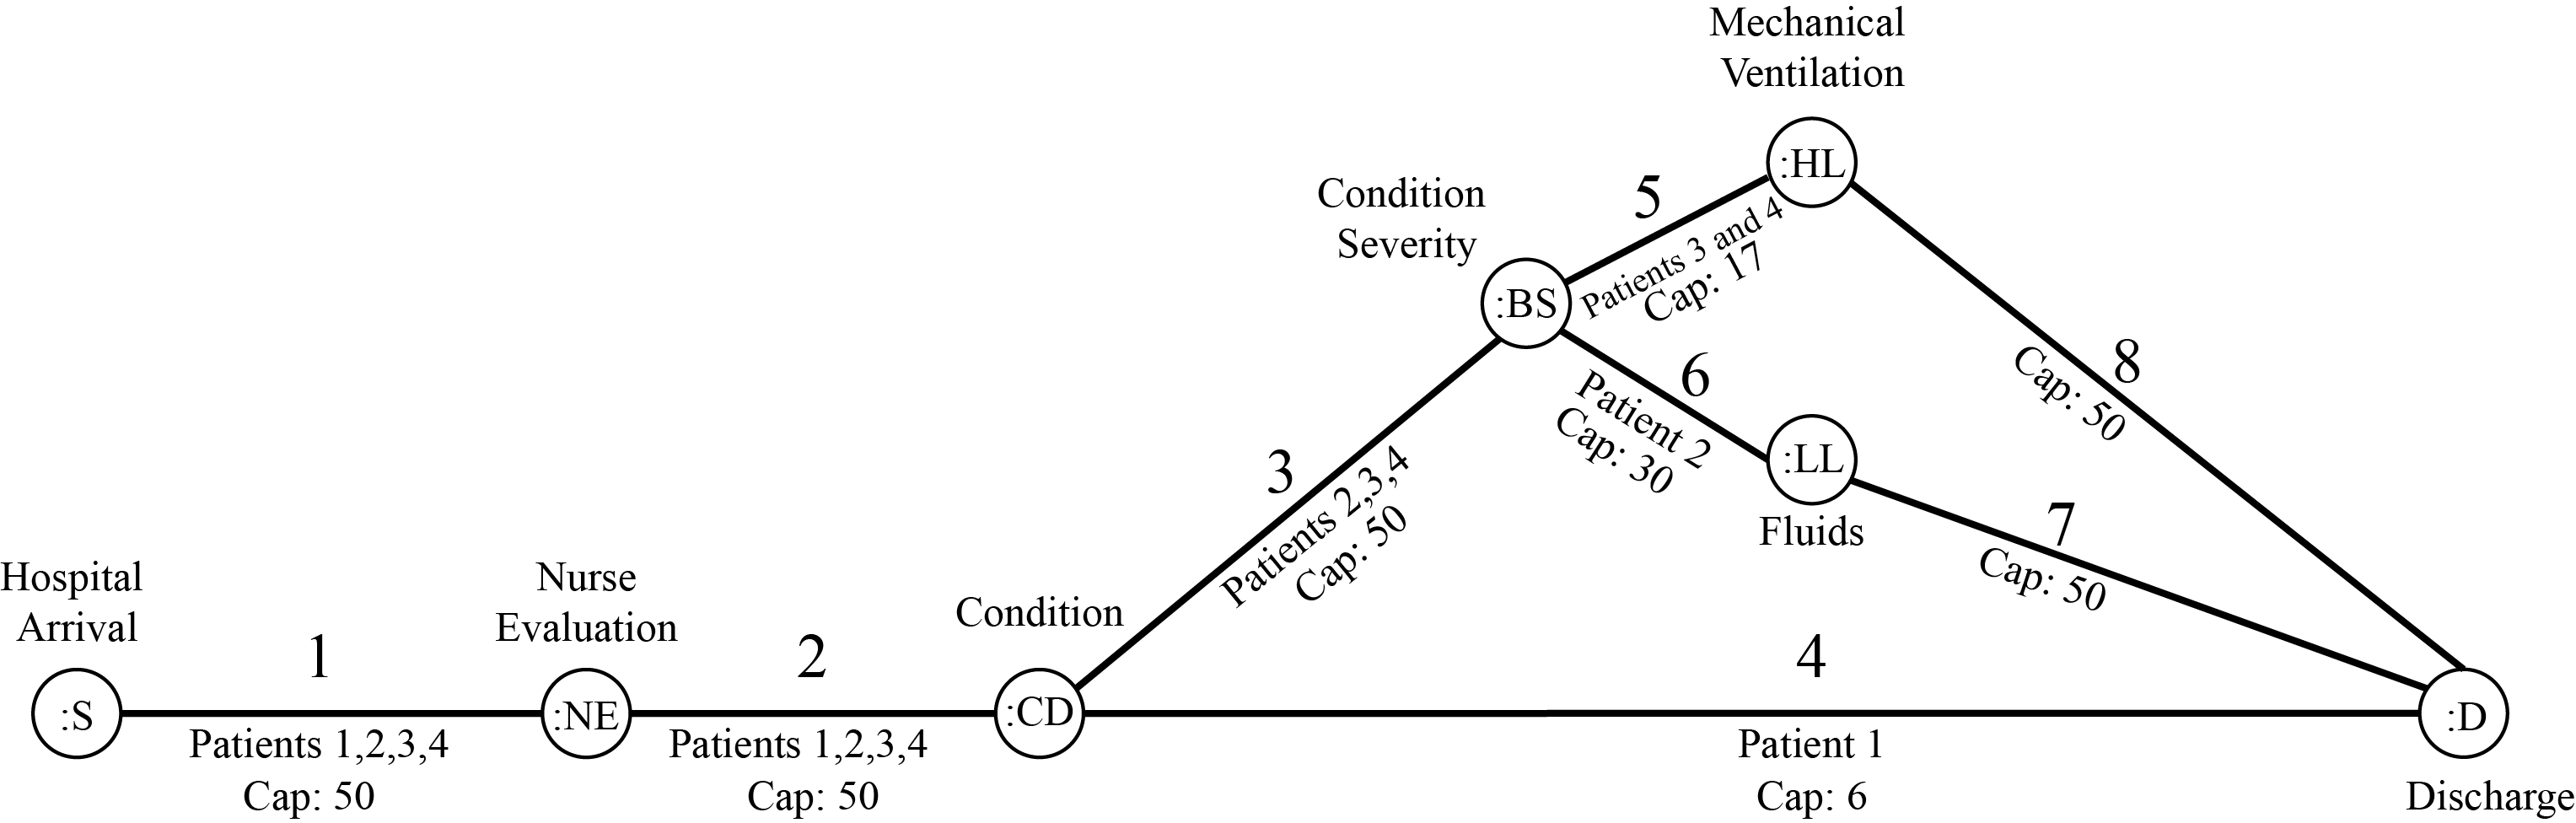 Mechanical
Ventilation
:HL
5
Patients 3 and 4
Cap: 17
Condition
Severity
:BS
8
Cap: 50
6
Patient 2
Cap: 30
:LL
Fluids
3
Patients 2,3,4
Cap: 50
7
Cap: 50
Hospital
Arrival
:S
1
Patients 1,2,3,4
Cap: 50
Nurse
Evaluation
:NE
2
Patients 1,2,3,4
Cap: 50
Condition
:CD
4
Patient 1
Cap: 6
:D
Discharge